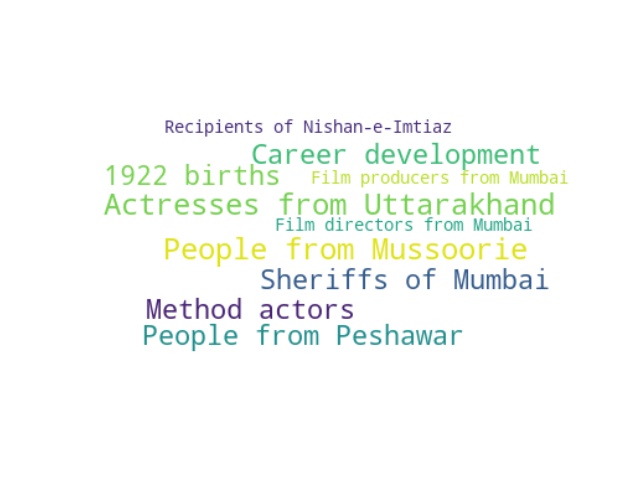 Recipients of Nishan-e-Imtiaz
Career development
1922 births
Film producers from Mumbai
Actresses from Uttarakhand
Film directors from Mumbai
People from Mussoorie
Sheriffs of Mumbai
Method actors
People from Peshawar